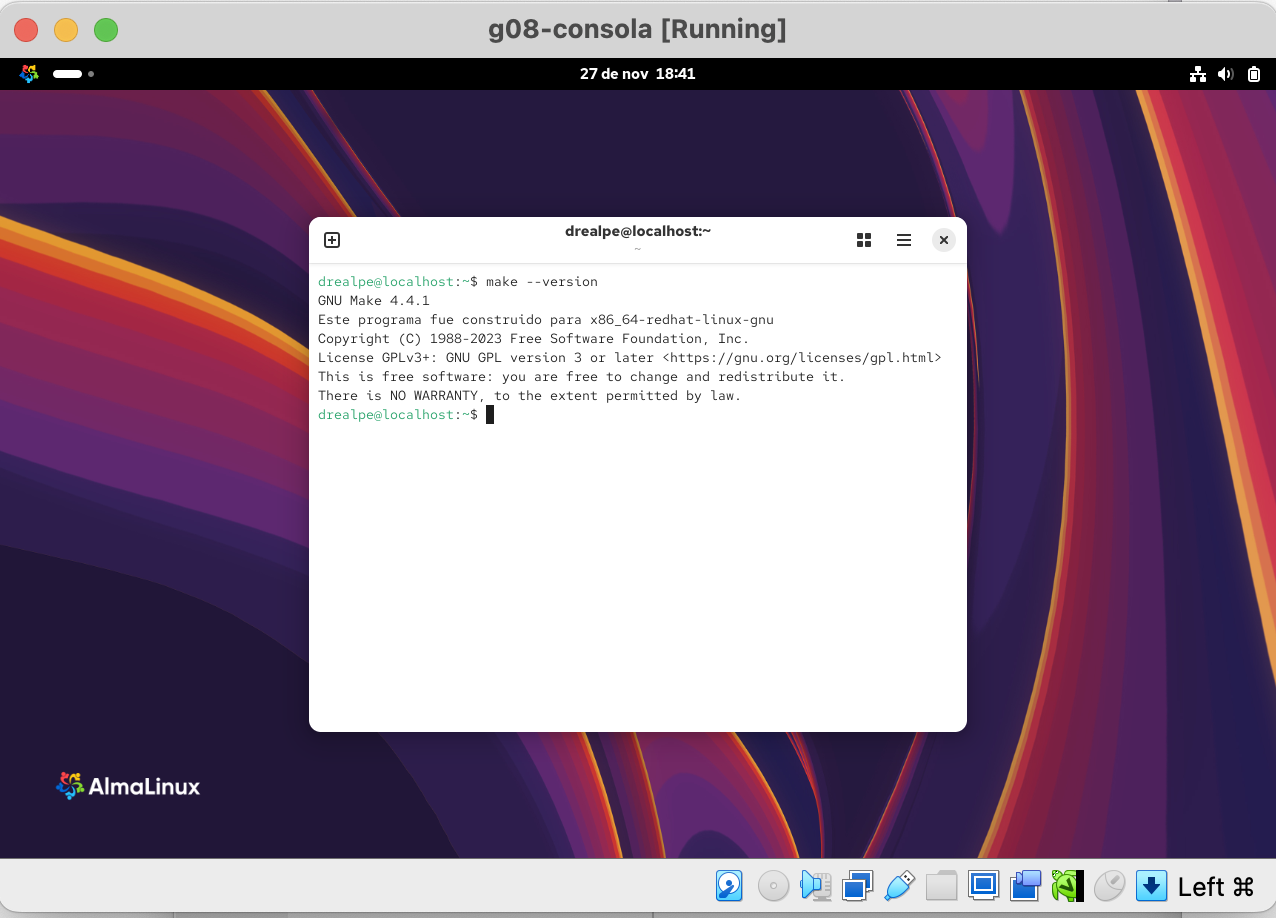 g08-consola [Running]
27 de nov 18:41
drealpe@localhost:~
~
drealpe@localhost:~$ make --version
GNU Make 4.4.1
Este programa fue construido para x86_64-redhat-linux-gnu
Copyright (C) 1988-2023 Free Software Foundation, Inc.
License GPLv3+: GNU GPL version 3 or later <https://gnu.org/licenses/gpl.html>
This is free software: you are free to change and redistribute it.
There is NO WARRANTY, to the extent permitted by law.
drealpe@localhost:~$
AlmaLinux
Left ⌘